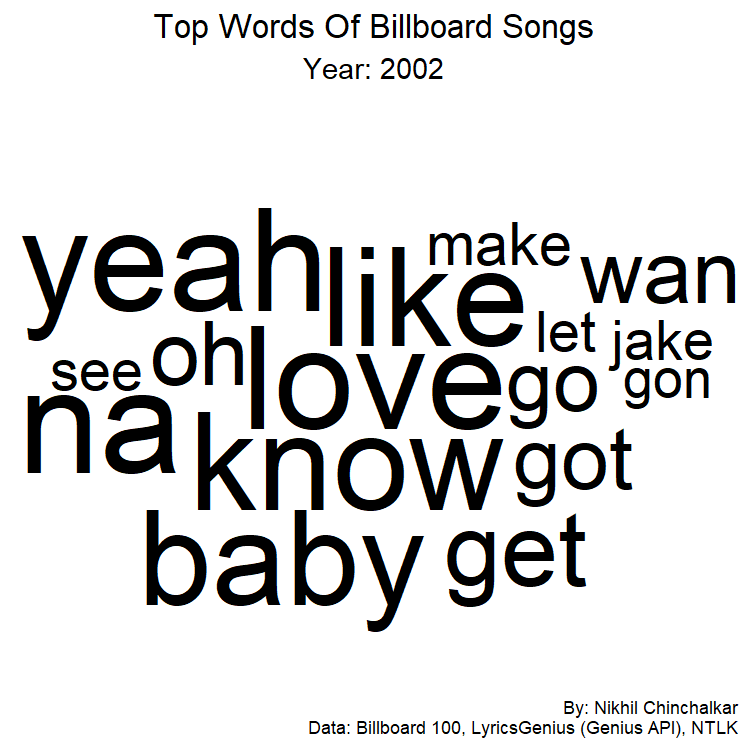 Top Words Of Billboard Songs
Year: 2002
yeah
like
make
wan
see
oh
love
let
jake
go
gon
na
know
got
baby
get
By: Nikhil Chinchalkar
Data: Billboard 100, LyricsGenius (Genius API), NTLK